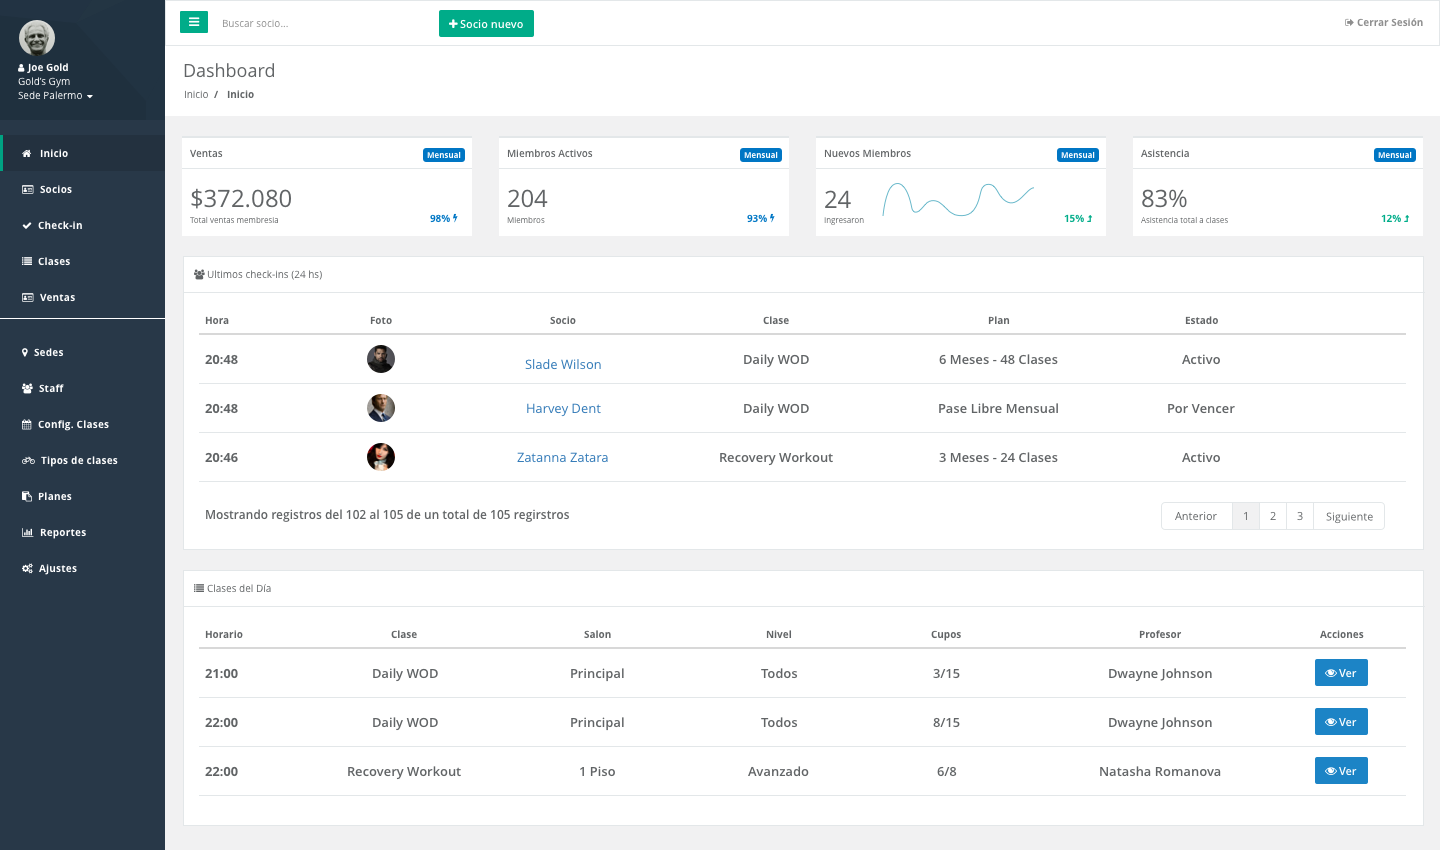 Joe Gold
Gold's Gym
Sede Palermo
Inicio
Socios
Check-in
Clases
Ventas
Sedes
Staff
Config. Clases
Tipos de clases
Planes
Reportes
Ajustes
Buscar socio... Socio nuevo Cerrar Sesión
Dashboard
Inicio / Inicio
Ventas Mensual
$372.080
Total ventas membresia 98%
Miembros Activos Mensual
204
Miembros 93%
Nuevos Miembros Mensual
24
Ingresaron 15%
Asistencia Mensual
83%
Asistencia total a clases 12%
Ultimos check-ins (24 hs)
Hora Foto Socio Clase Plan Estado
20:48 Slade Wilson Daily WOD 6 Meses - 48 Clases Activo
20:48 Harvey Dent Daily WOD Pase Libre Mensual Por Vencer
20:46 Zatanna Zatara Recovery Workout 3 Meses - 24 Clases Activo
Mostrando registros del 102 al 105 de un total de 105 regirstros Anterior 1 2 3 Siguiente
Clases del Día
Horario Clase Salon Nivel Cupos Profesor Acciones
21:00 Daily WOD Principal Todos 3/15 Dwayne Johnson Ver
22:00 Daily WOD Principal Todos 8/15 Dwayne Johnson Ver
22:00 Recovery Workout 1 Piso Avanzado 6/8 Natasha Romanova Ver